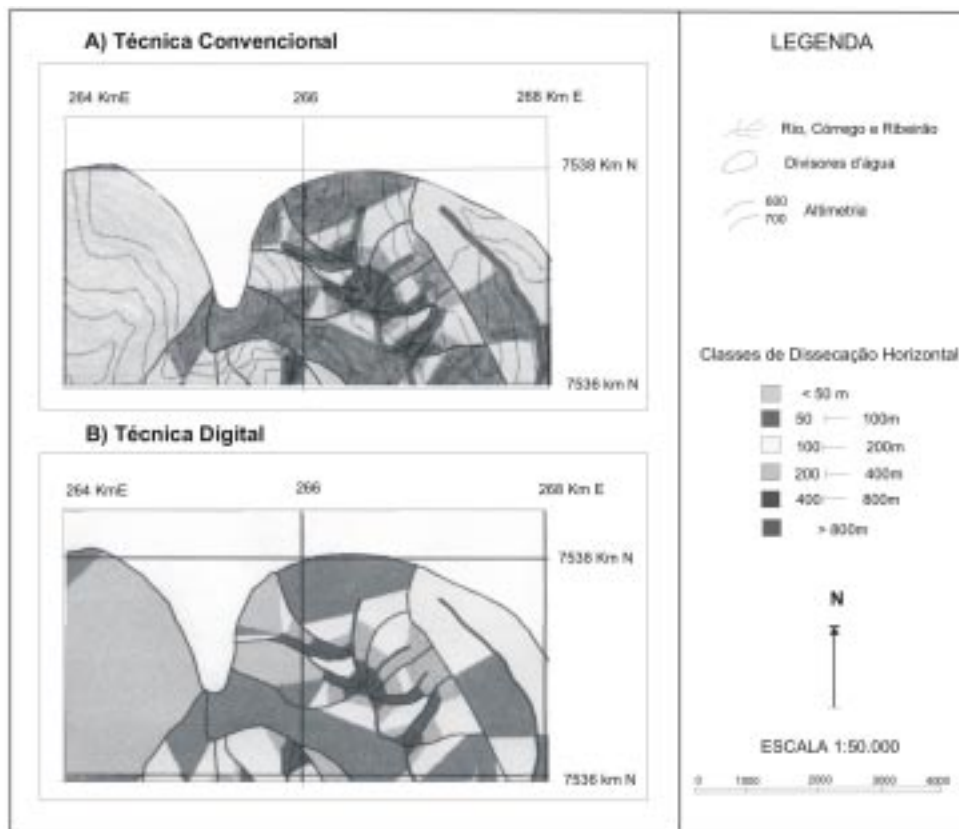 A) Técnica Convencional
264 KmE 266 268 Km E
7538 Km N
7536 km N
B) Técnica Digital
264 KmE 266 268 Km E
7538 Km N
7536 km N
LEGENDA
Rio, Córrego e Ribeirão
Divisores d'água
600
700 Altimetria
Classes de Dissecação Horizontal
< 50 m
50 100m
100 200m
200 400m
400 800m
> 800m
N
ESCALA 1:50.000
0 1000 2000 3000 4000